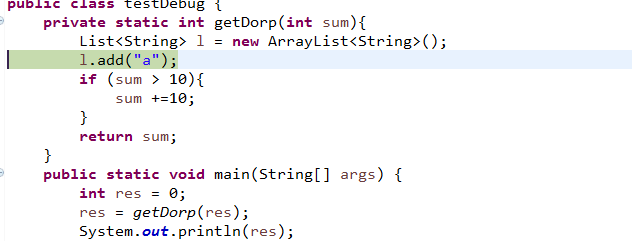 public class testDebug {
    private static int getDorp(int sum){
        List<String> l = new ArrayList<String>();
        l.add("a");
        if (sum > 10){
            sum +=10;
        }
        return sum;
    }
    public static void main(String[] args) {
        int res = 0;
        res = getDorp(res);
        System.out.println(res);